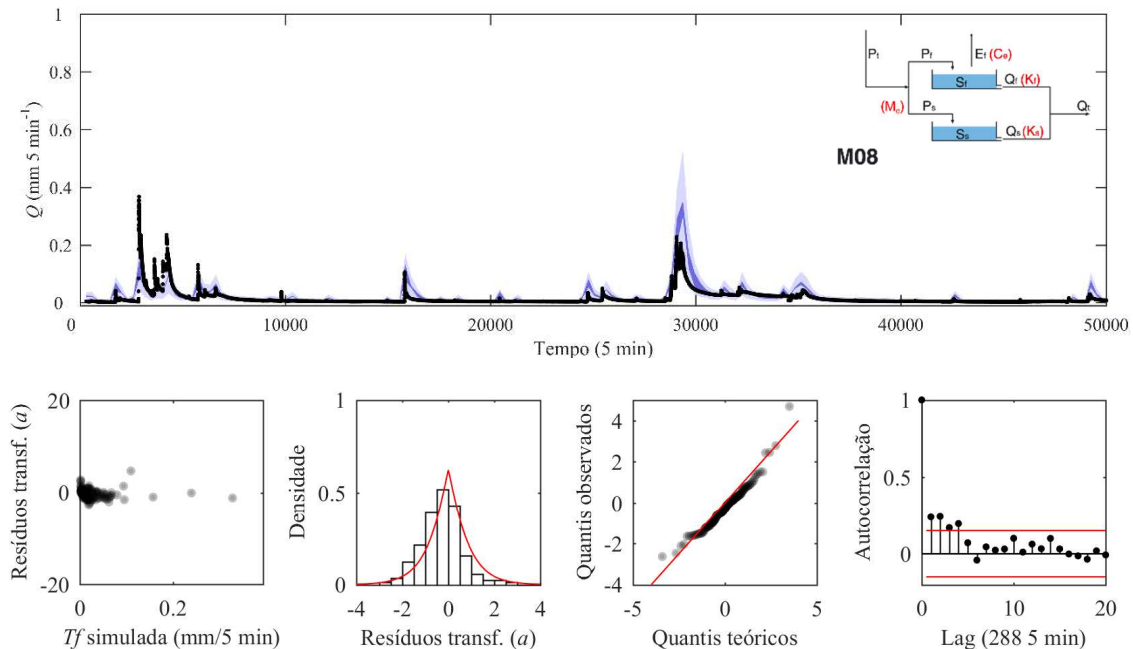 1
0.8
0.6
0.4
0.2
0
Q (mm 5 min⁻¹)
0
10000
20000
30000
40000
50000
Tempo (5 min)
Pt
Pf
Ef (Ce)
Sf
Qf (Kf)
(Mc)
Ps
Qt
Ss
Qs (Ks)
M08
20
0
-20
Resíduos transf. (a)
0
0.2
Tf simulada (mm/5 min)
1
0.5
0
Densidade
-4
-2
0
2
4
Resíduos transf. (a)
4
2
0
-2
-4
Quantis observados
-5
0
5
Quantis teóricos
1
0.5
0
Autocorrelação
0
10
20
Lag (288 5 min)